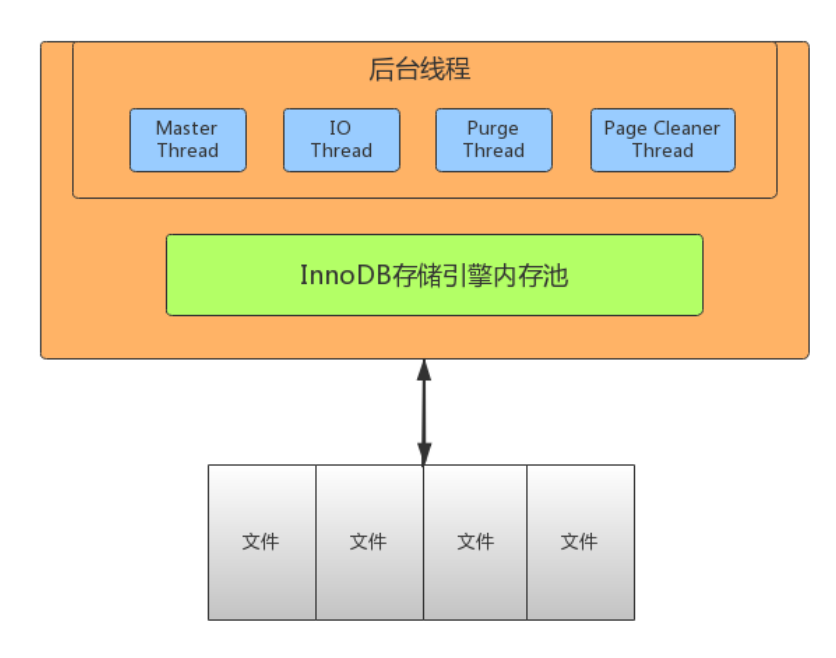 后台线程
Master
Thread
IO
Thread
Purge
Thread
Page Cleaner
Thread
InnoDB存储引擎内存池
文件
文件
文件
文件